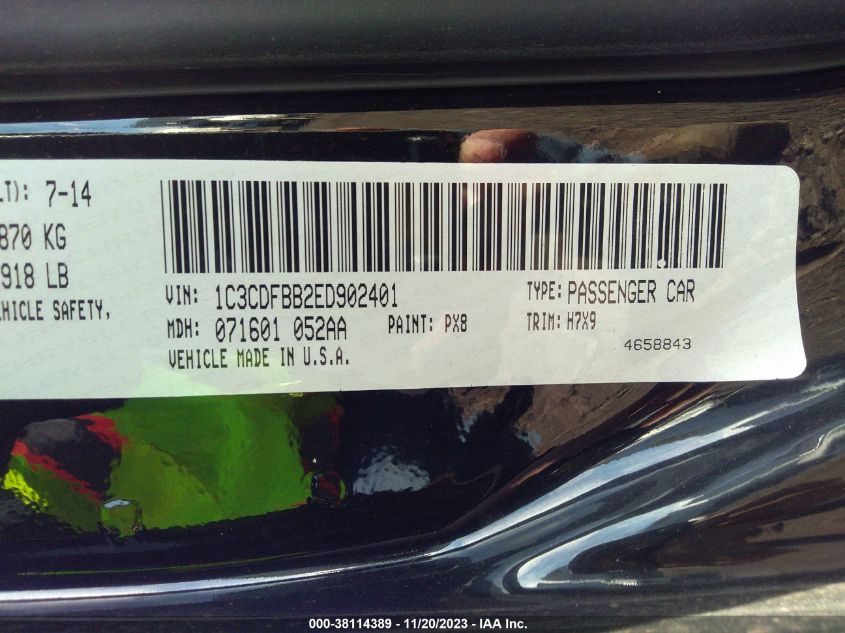 LT): 7-14
870 KG
918 LB
EHICLE SAFETY,
VIN: 1C3CDFBB2ED902401
TYPE: PASSENGER CAR
MDH: 071601 052AA
PAINT: PX8
TRIM: H7X9
VEHICLE MADE IN U.S.A.
4658843
000-38114389 - 11/20/2023 - IAA Inc.